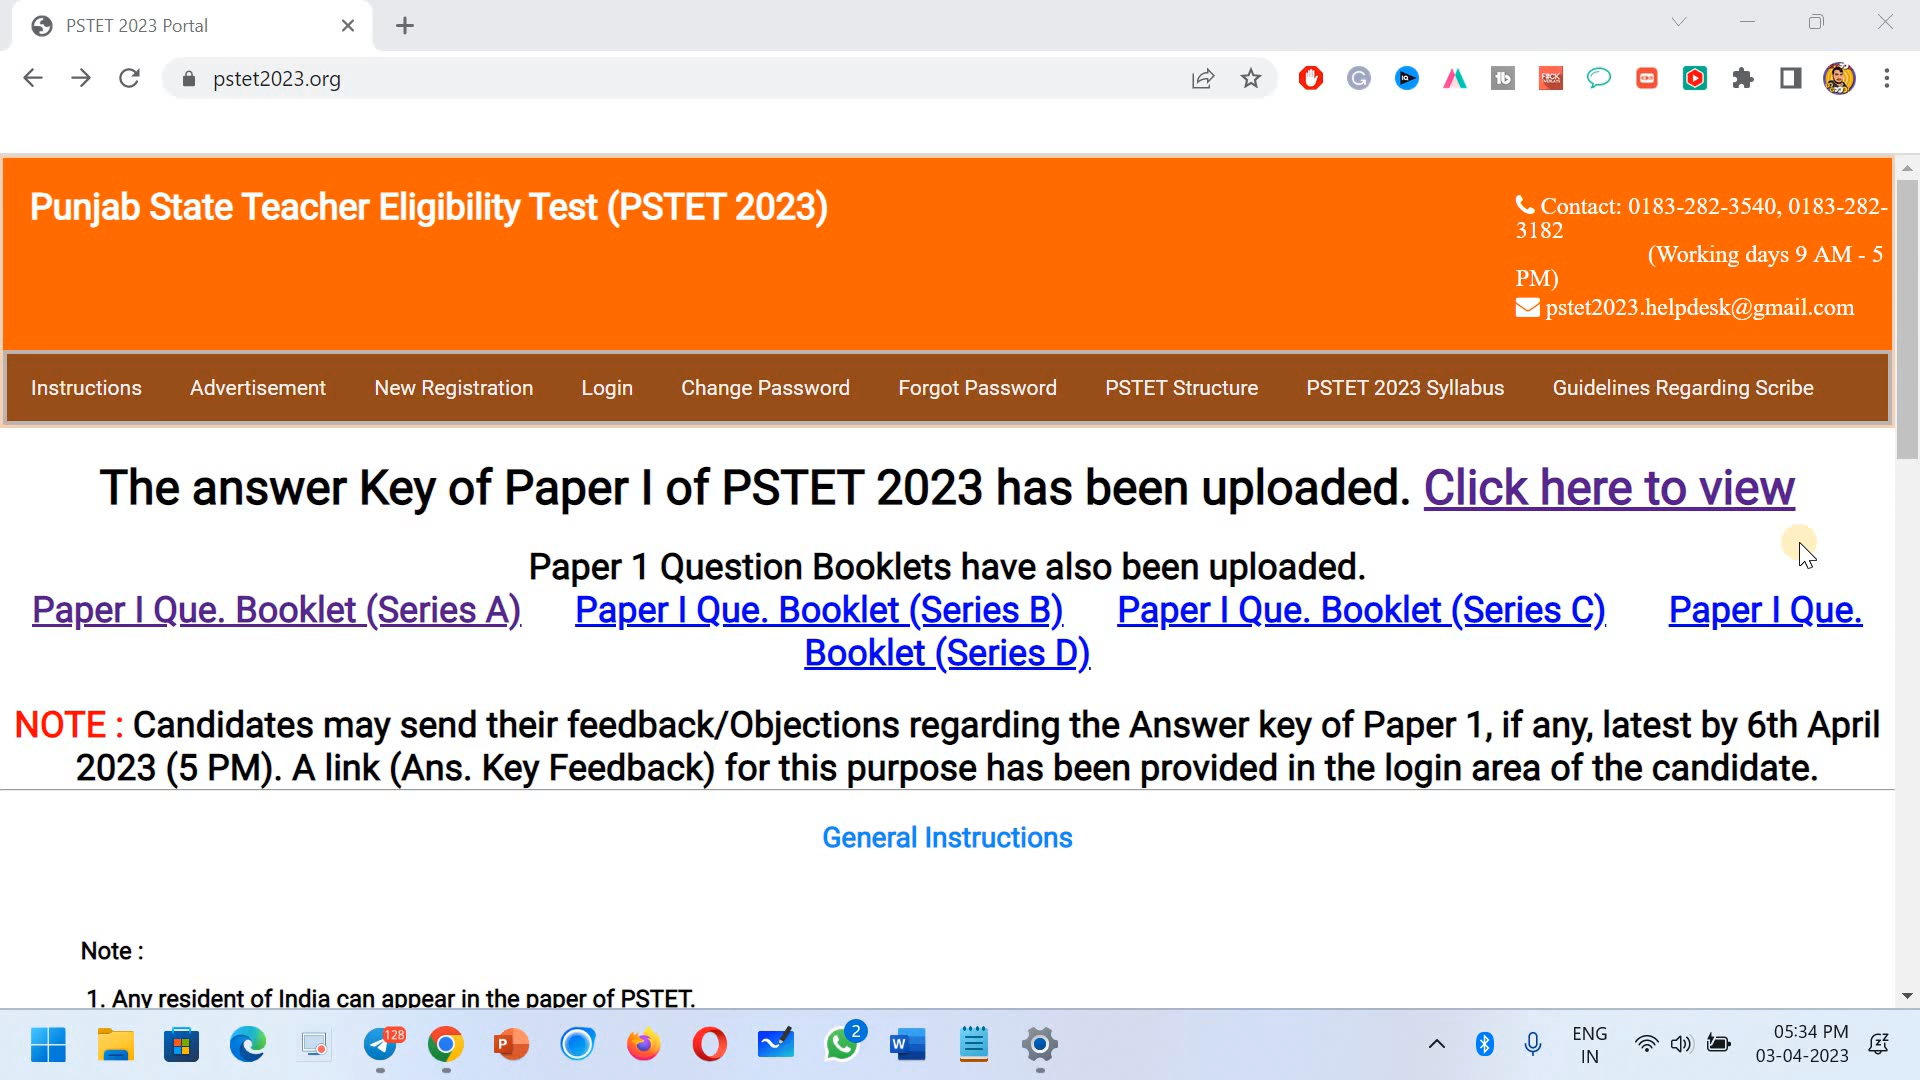 PSTET 2023 Portal
pstet2023.org
Punjab State Teacher Eligibility Test (PSTET 2023)
Contact: 0183-282-3540, 0183-282-
3182
(Working days 9 AM - 5
PM)
pstet2023.helpdesk@gmail.com
Instructions Advertisement New Registration Login Change Password Forgot Password PSTET Structure PSTET 2023 Syllabus Guidelines Regarding Scribe
The answer Key of Paper I of PSTET 2023 has been uploaded. Click here to view
Paper 1 Question Booklets have also been uploaded.
Paper I Que. Booklet (Series A) Paper I Que. Booklet (Series B) Paper I Que. Booklet (Series C) Paper I Que.
Booklet (Series D)
NOTE : Candidates may send their feedback/Objections regarding the Answer key of Paper 1, if any, latest by 6th April
2023 (5 PM). A link (Ans. Key Feedback) for this purpose has been provided in the login area of the candidate.
General Instructions
Note :
1. Any resident of India can appear in the paper of PSTET.
128
2
ENG
IN
05:34 PM
03-04-2023